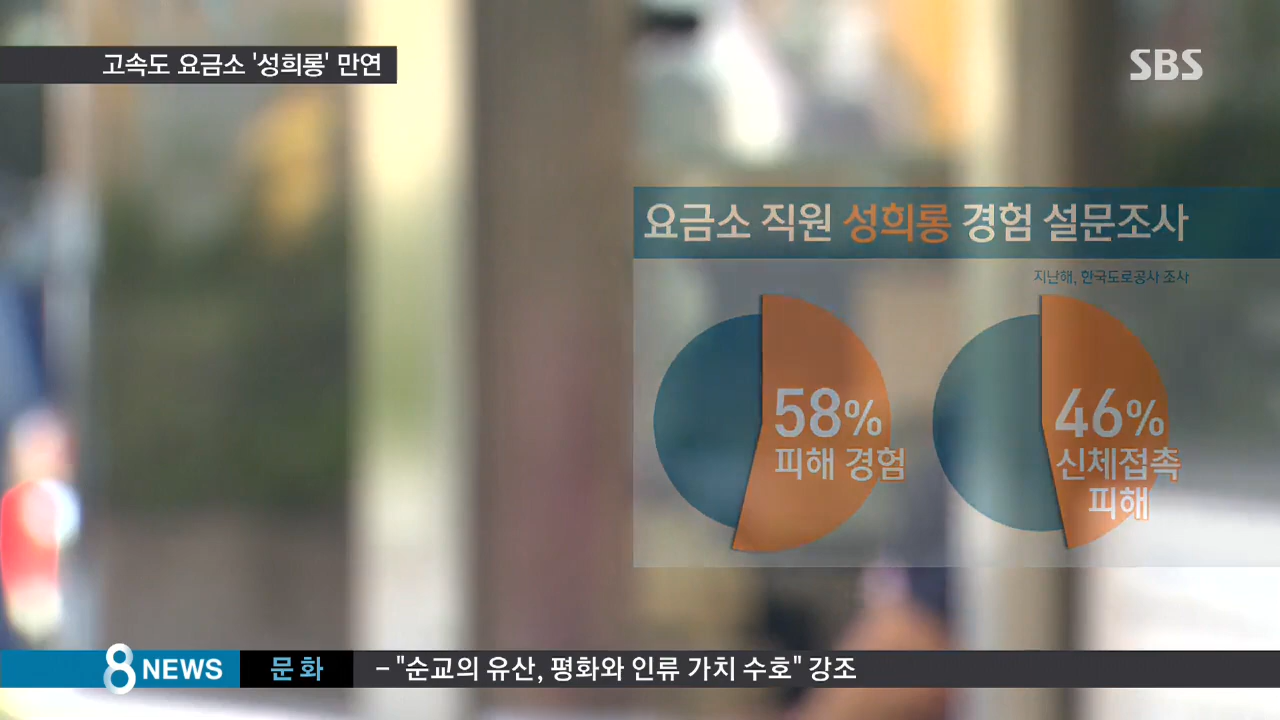 고속도 요금소 '성희롱' 만연
SBS
요금소 직원 성희롱 경험 설문조사
지난해, 한국도로공사 조사
58%
피해 경험
46%
신체접촉
피해
8 NEWS
문화
– "순교의 유산, 평화와 인류 가치 수호" 강조